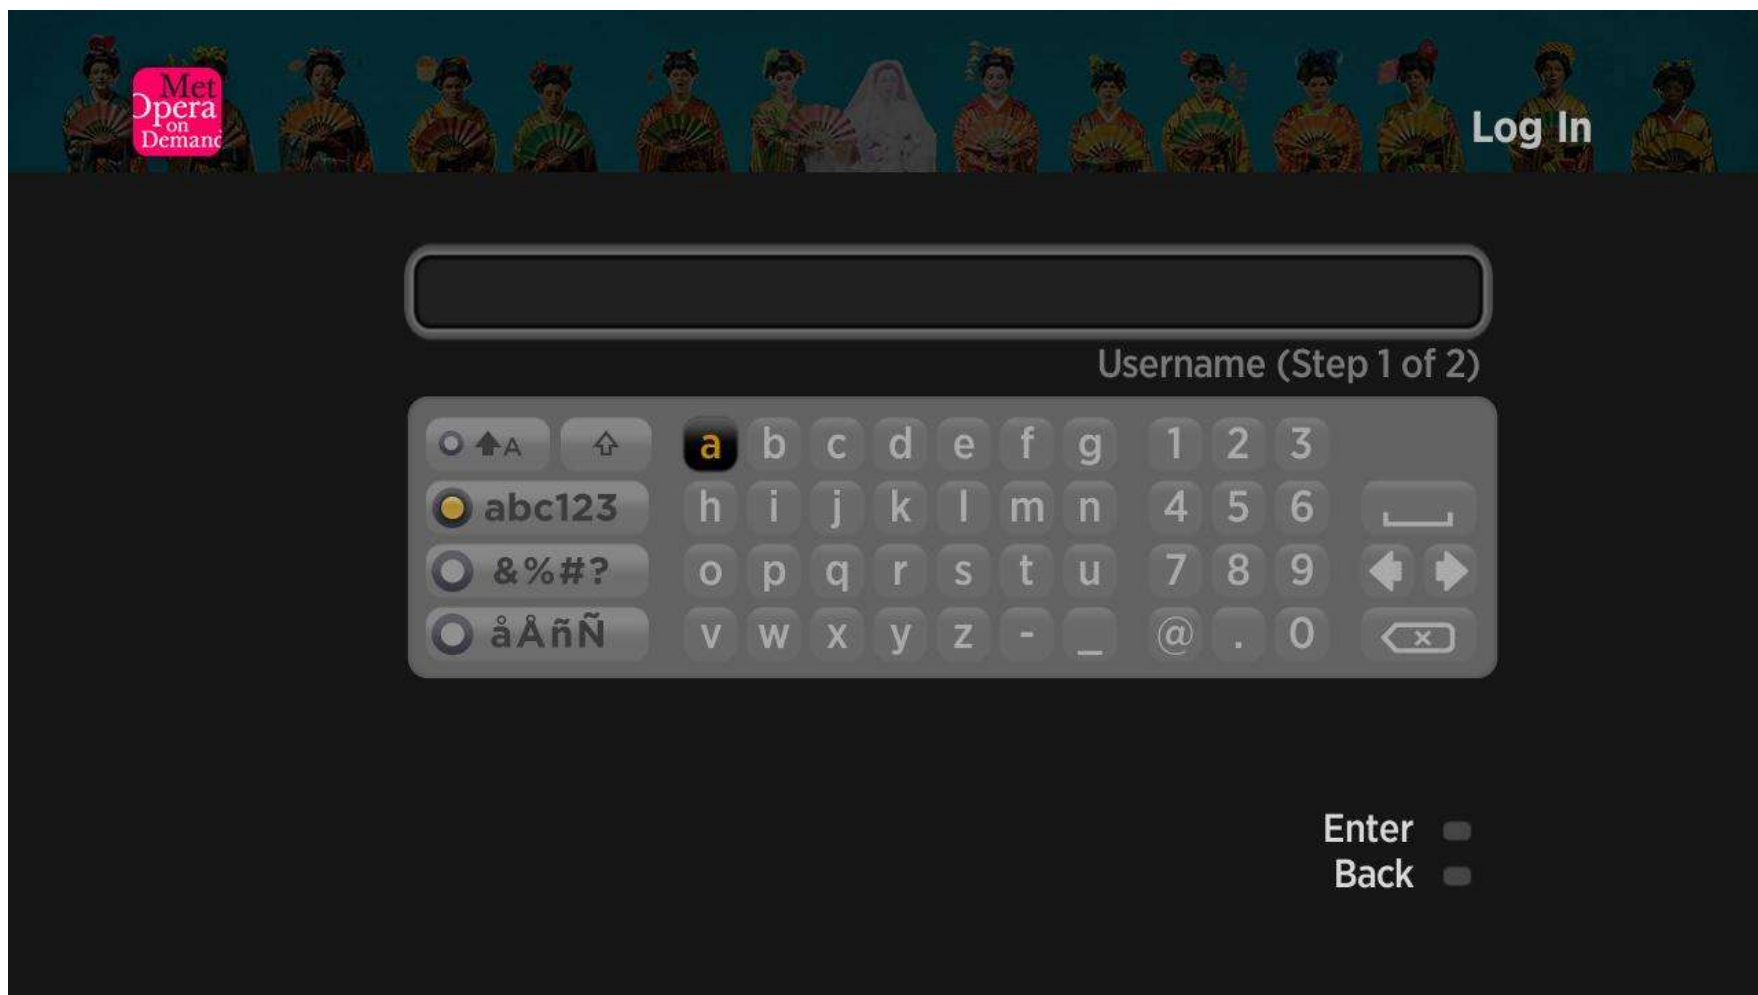 Met
Opera
on
Demand
Log In
Username (Step 1 of 2)
A a b c d e f g 1 2 3
abc123 h i j k l m n 4 5 6
&%#? o p q r s t u 7 8 9
åÅñÑ v w x y z - _ @ . 0
Enter
Back